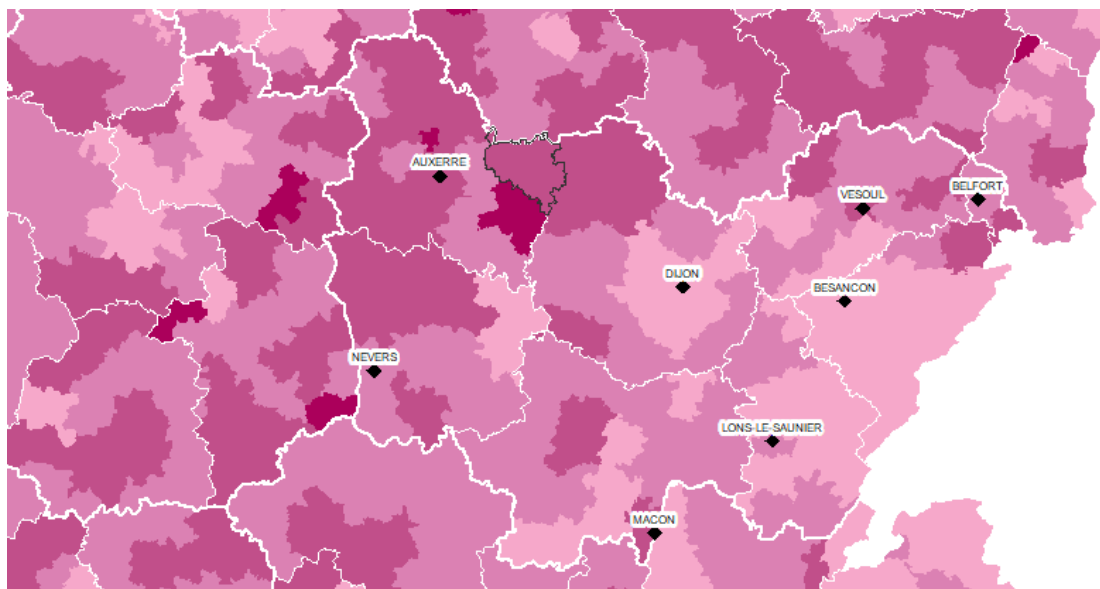 AUXERRE
BELFORT
VESOUL
DIJON
BESANCON
NEVERS
LONS-LE-SAUNIER
MACON